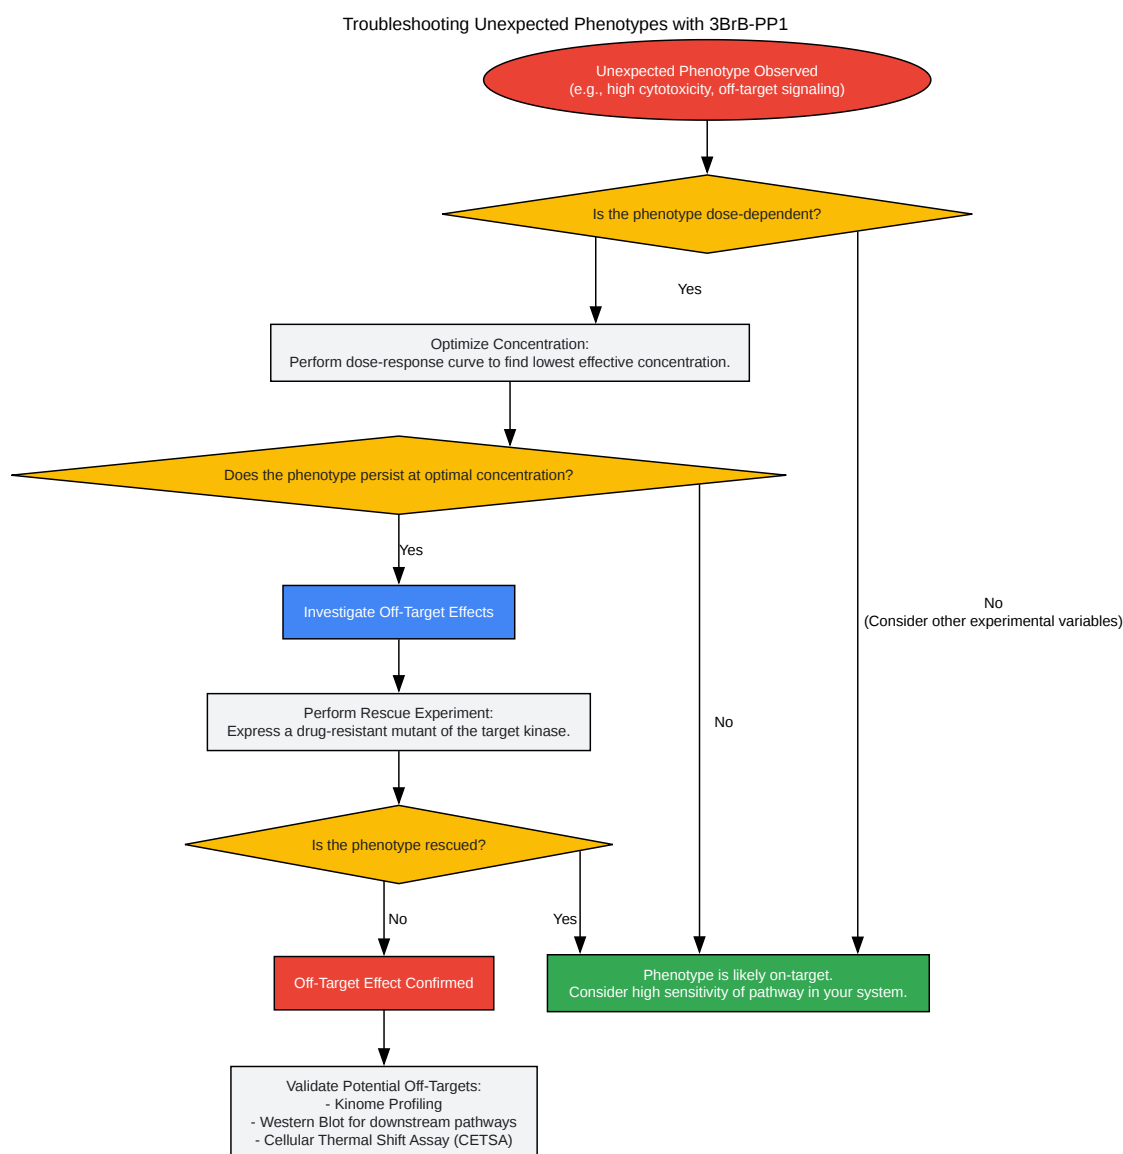 Troubleshooting Unexpected Phenotypes with 3BrB-PP1
Unexpected Phenotype Observed
(e.g., high cytotoxicity, off-target signaling)
Is the phenotype dose-dependent?
Yes
Optimize Concentration:
Perform dose-response curve to find lowest effective concentration.
Does the phenotype persist at optimal concentration?
Yes
Investigate Off-Target Effects
No
(Consider other experimental variables)
Perform Rescue Experiment:
Express a drug-resistant mutant of the target kinase.
No
Is the phenotype rescued?
No
Yes
Off-Target Effect Confirmed
Phenotype is likely on-target.
Consider high sensitivity of pathway in your system.
Validate Potential Off-Targets:
- Kinome Profiling
- Western Blot for downstream pathways
- Cellular Thermal Shift Assay (CETSA)